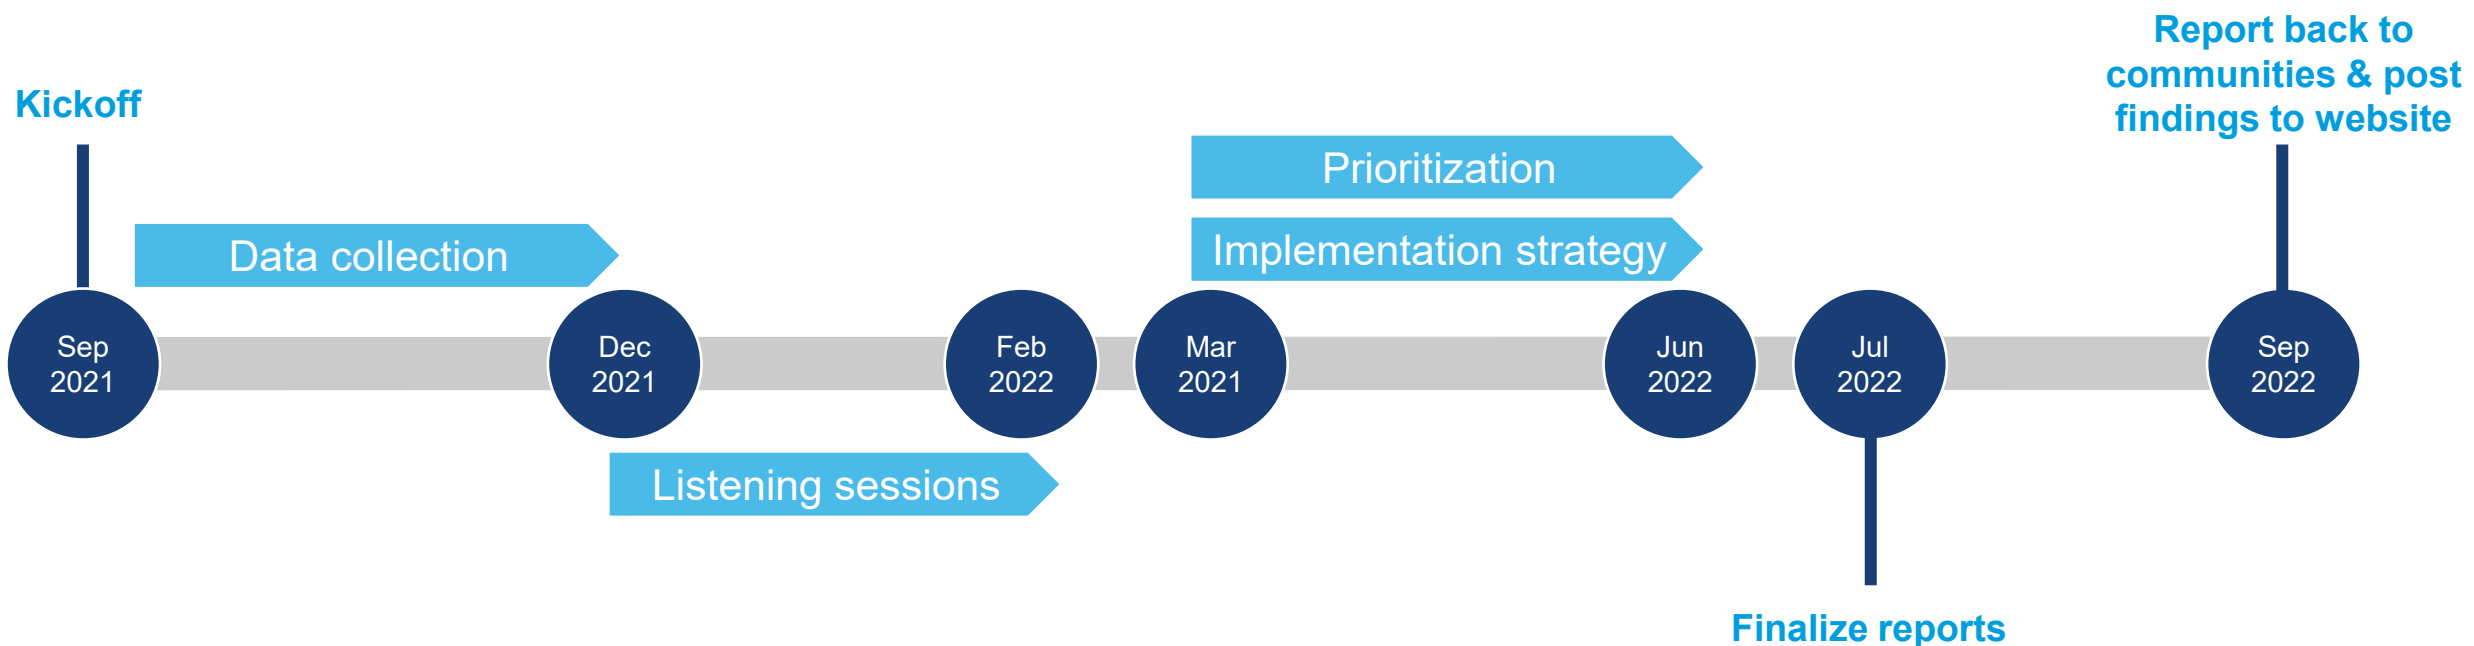 Report back to
communities & post
findings to website
Kickoff
Prioritization
Data collection
Implementation strategy
Sep
2021
Dec
2021
Feb
2022
Mar
2021
Jun
2022
Jul
2022
Sep
2022
Listening sessions
Finalize reports